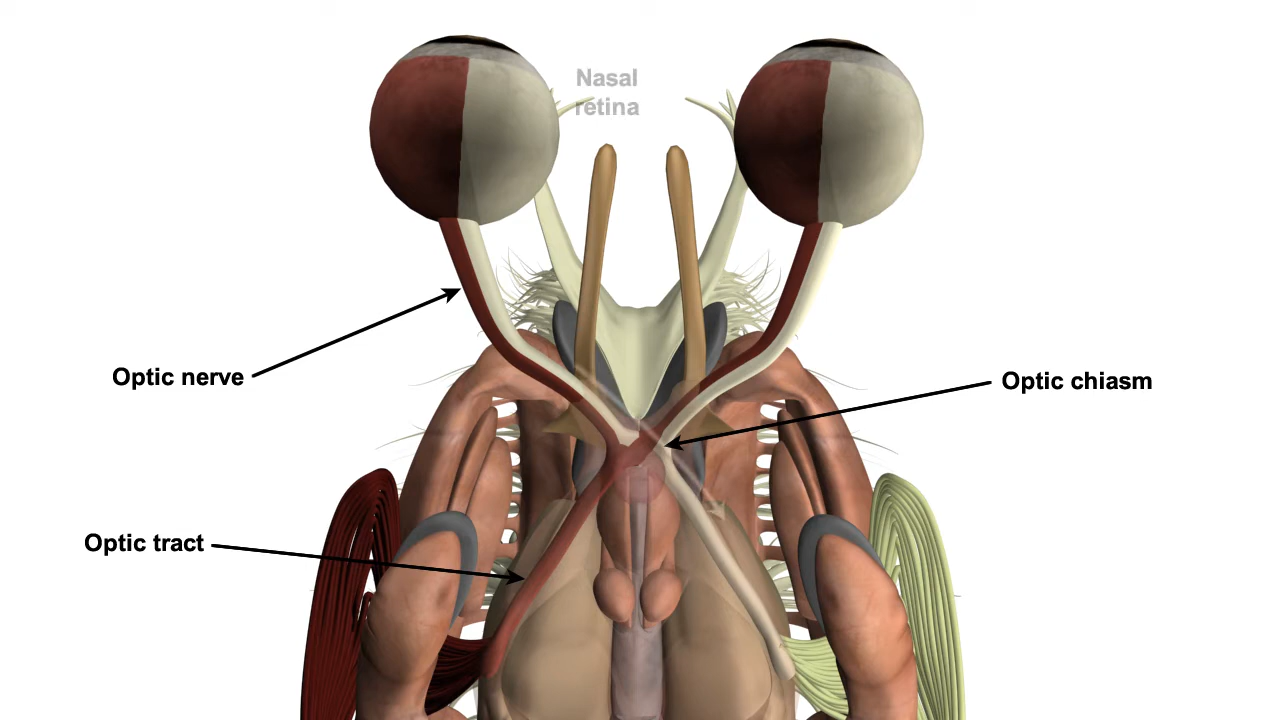 Nasal
retina
Optic nerve
Optic chiasm
Optic tract